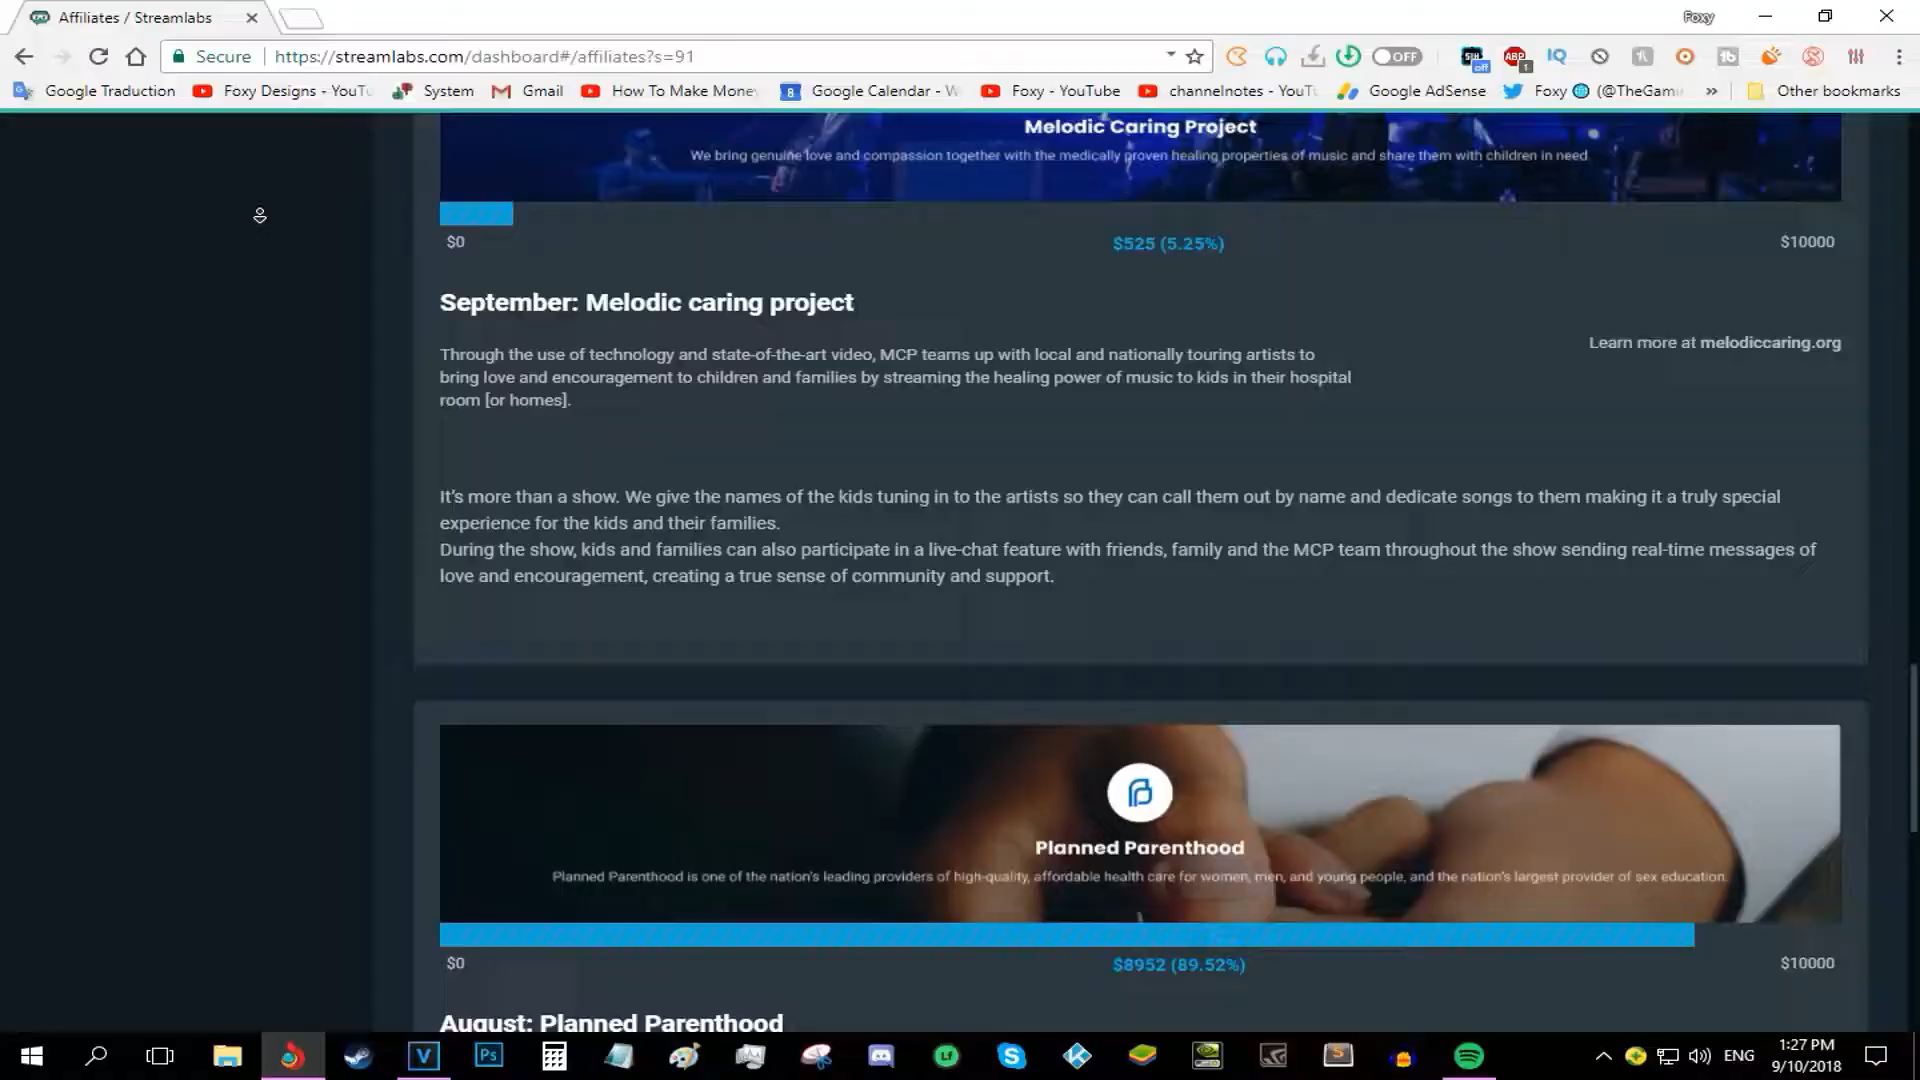 Affiliates / Streamlabs
Foxy
Secure
https://streamlabs.com/dashboard#/affiliates?s=91
OFF
off
ABP
1
Google Traduction
Foxy Designs - YouTu
System
Gmail
How To Make Money
8
Google Calendar - W
Foxy - YouTube
channelnotes - YouTu
Google AdSense
Foxy
(@TheGami
»
Other bookmarks
Melodic Caring Project
We bring genuine love and compassion together with the medically proven healing properties of music and share them with children in need
$0
$525 (5.25%)
$10000
September: Melodic caring project
Learn more at melodiccaring.org
Through the use of technology and state-of-the-art video, MCP teams up with local and nationally touring artists to
bring love and encouragement to children and families by streaming the healing power of music to kids in their hospital
room [or homes].
It's more than a show. We give the names of the kids tuning in to the artists so they can call them out by name and dedicate songs to them making it a truly special
experience for the kids and their families.
During the show, kids and families can also participate in a live-chat feature with friends, family and the MCP team throughout the show sending real-time messages of
love and encouragement, creating a true sense of community and support.
Planned Parenthood
Planned Parenthood is one of the nation's leading providers of high-quality, affordable health care for women, men, and young people, and the nation's largest provider of sex education.
$0
$8952 (89.52%)
$10000
August: Planned Parenthood
V
Ps
Lf
S
ENG
1:27 PM
9/10/2018